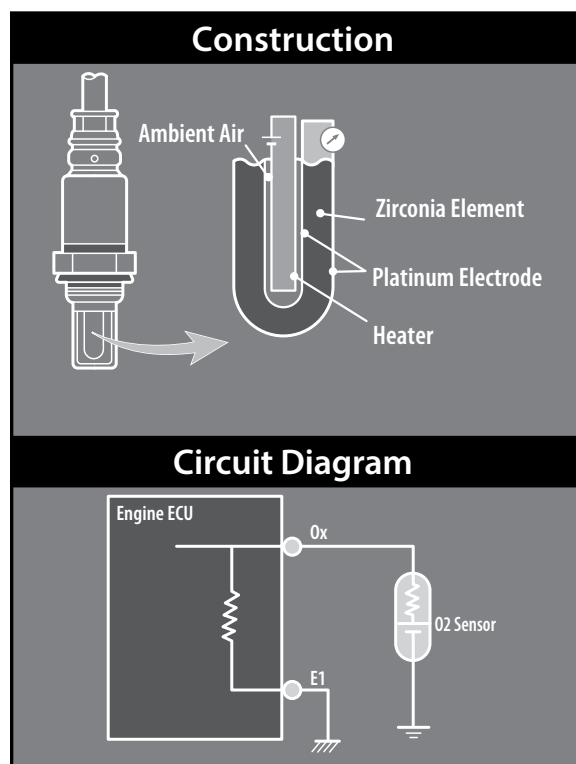 Construction
Ambient Air
Zirconia Element
Platinum Electrode
Heater
Circuit Diagram
Engine ECU
Ox
O2 Sensor
E1